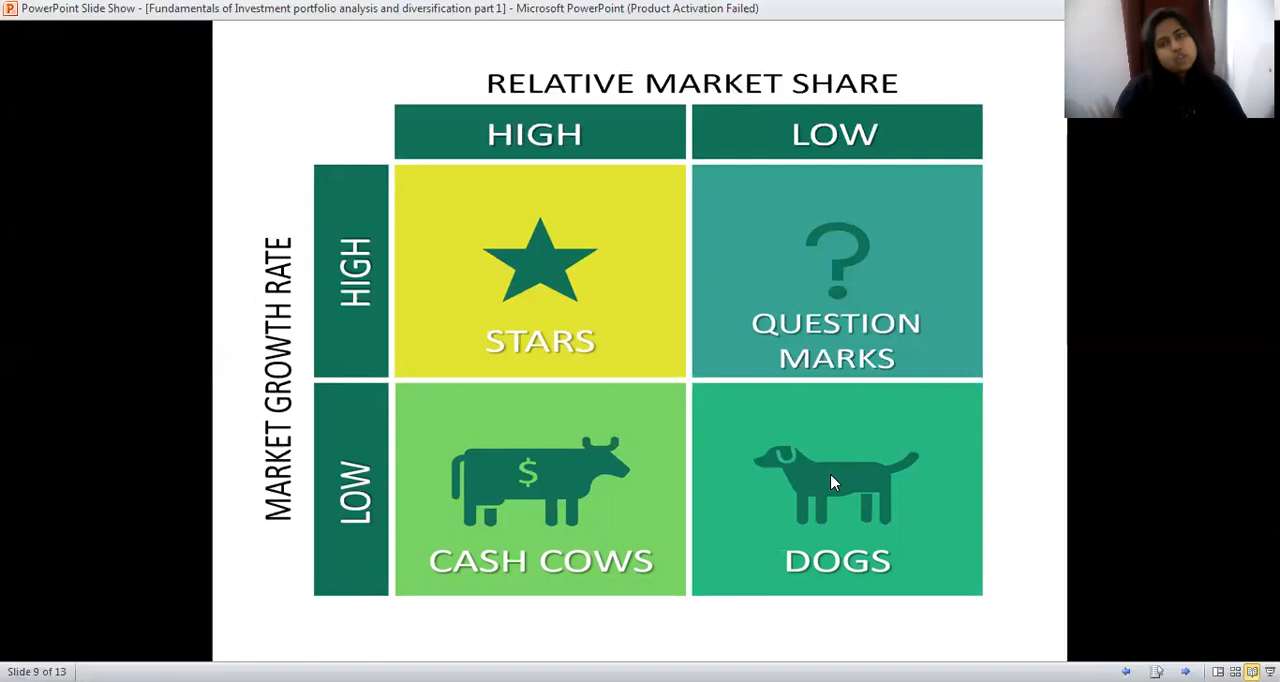 PowerPoint Slide Show - [Fundamentals of Investment portfolio analysis and diversification part 1] - Microsoft PowerPoint (Product Activation Failed)
RELATIVE MARKET SHARE
HIGH
LOW
MARKET GROWTH RATE
HIGH
STARS
?
QUESTION
MARKS
LOW
$
CASH COWS
DOGS
Slide 9 of 13